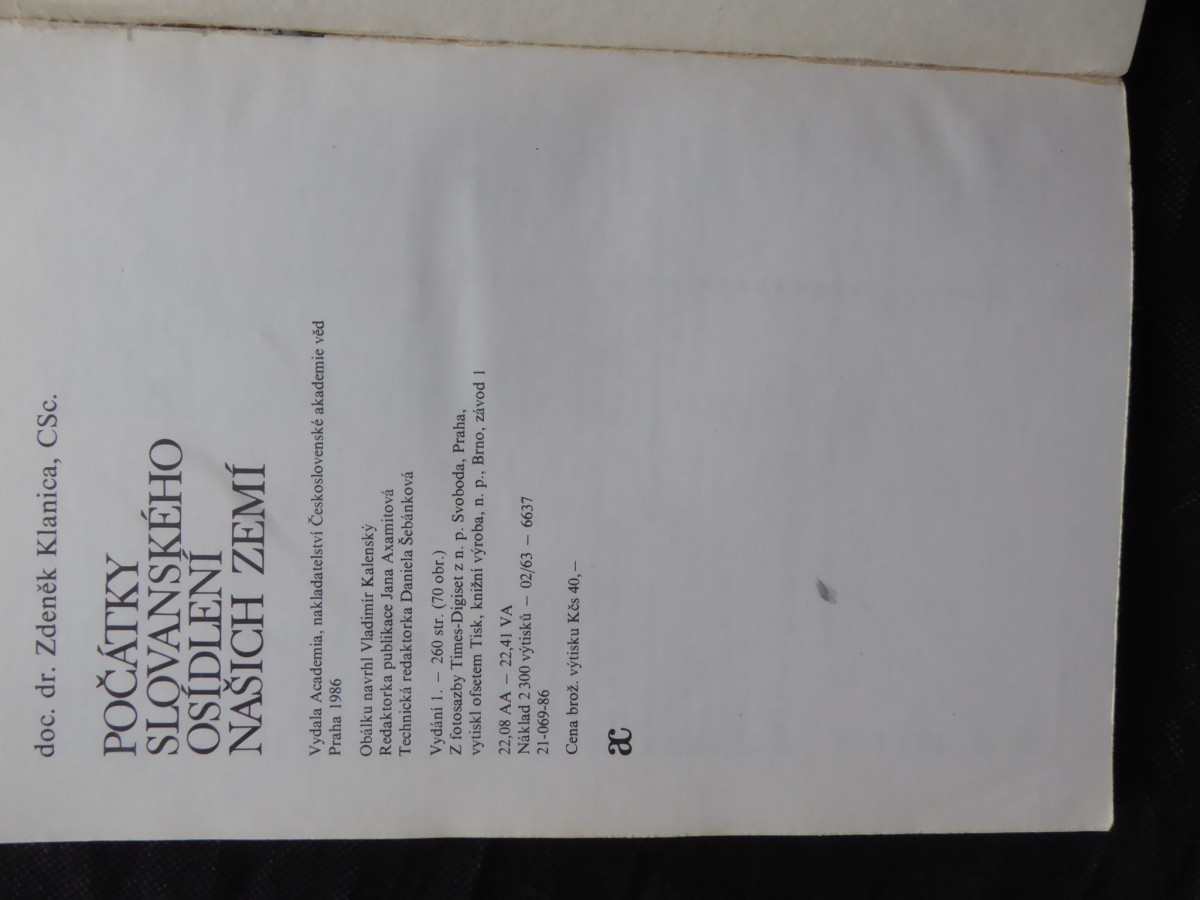 doc. dr. Zdeněk Klanica, CSc.
POČÁTKY
SLOVANSKÉHO
OSÍDLENÍ
NAŠICH ZEMÍ
Vydala Academia, nakladatelství Československé akademie věd
Praha 1986
Obálku navrhl Vladimír Kalenský
Redaktorka publikace Jana Axamitová
Technická redaktorka Daniela Šebánková
Vydání 1. – 260 str. (70 obr.)
Z fotosazby Times-Digiset z n. p. Svoboda, Praha,
vytiskl ofsetem Tisk, knižní výroba, n. p., Brno, závod 1
22,08 AA – 22,41 VA
Náklad 2 300 výtisků – 02/63 – 6637
21-069-86
Cena brož. výtisku Kčs 40,–
æ